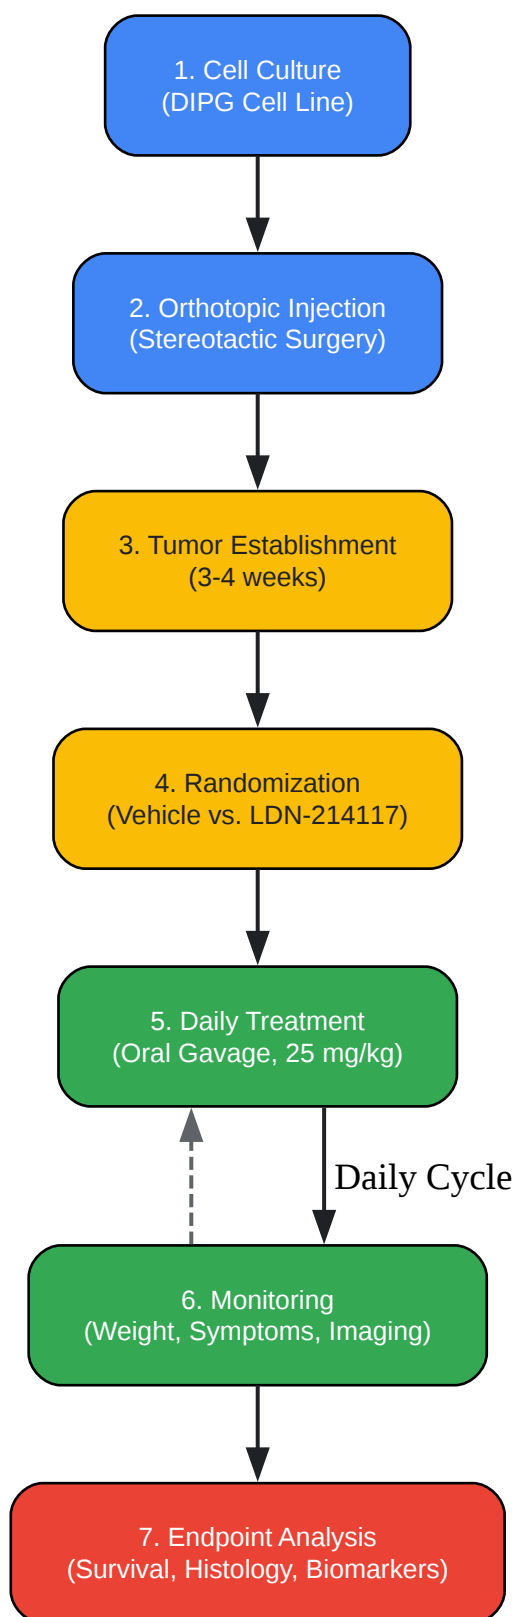 1. Cell Culture
(DIPG Cell Line)
2. Orthotopic Injection
(Stereotactic Surgery)
3. Tumor Establishment
(3-4 weeks)
4. Randomization
(Vehicle vs. LDN-214117)
5. Daily Treatment
(Oral Gavage, 25 mg/kg)
Daily Cycle
6. Monitoring
(Weight, Symptoms, Imaging)
7. Endpoint Analysis
(Survival, Histology, Biomarkers)